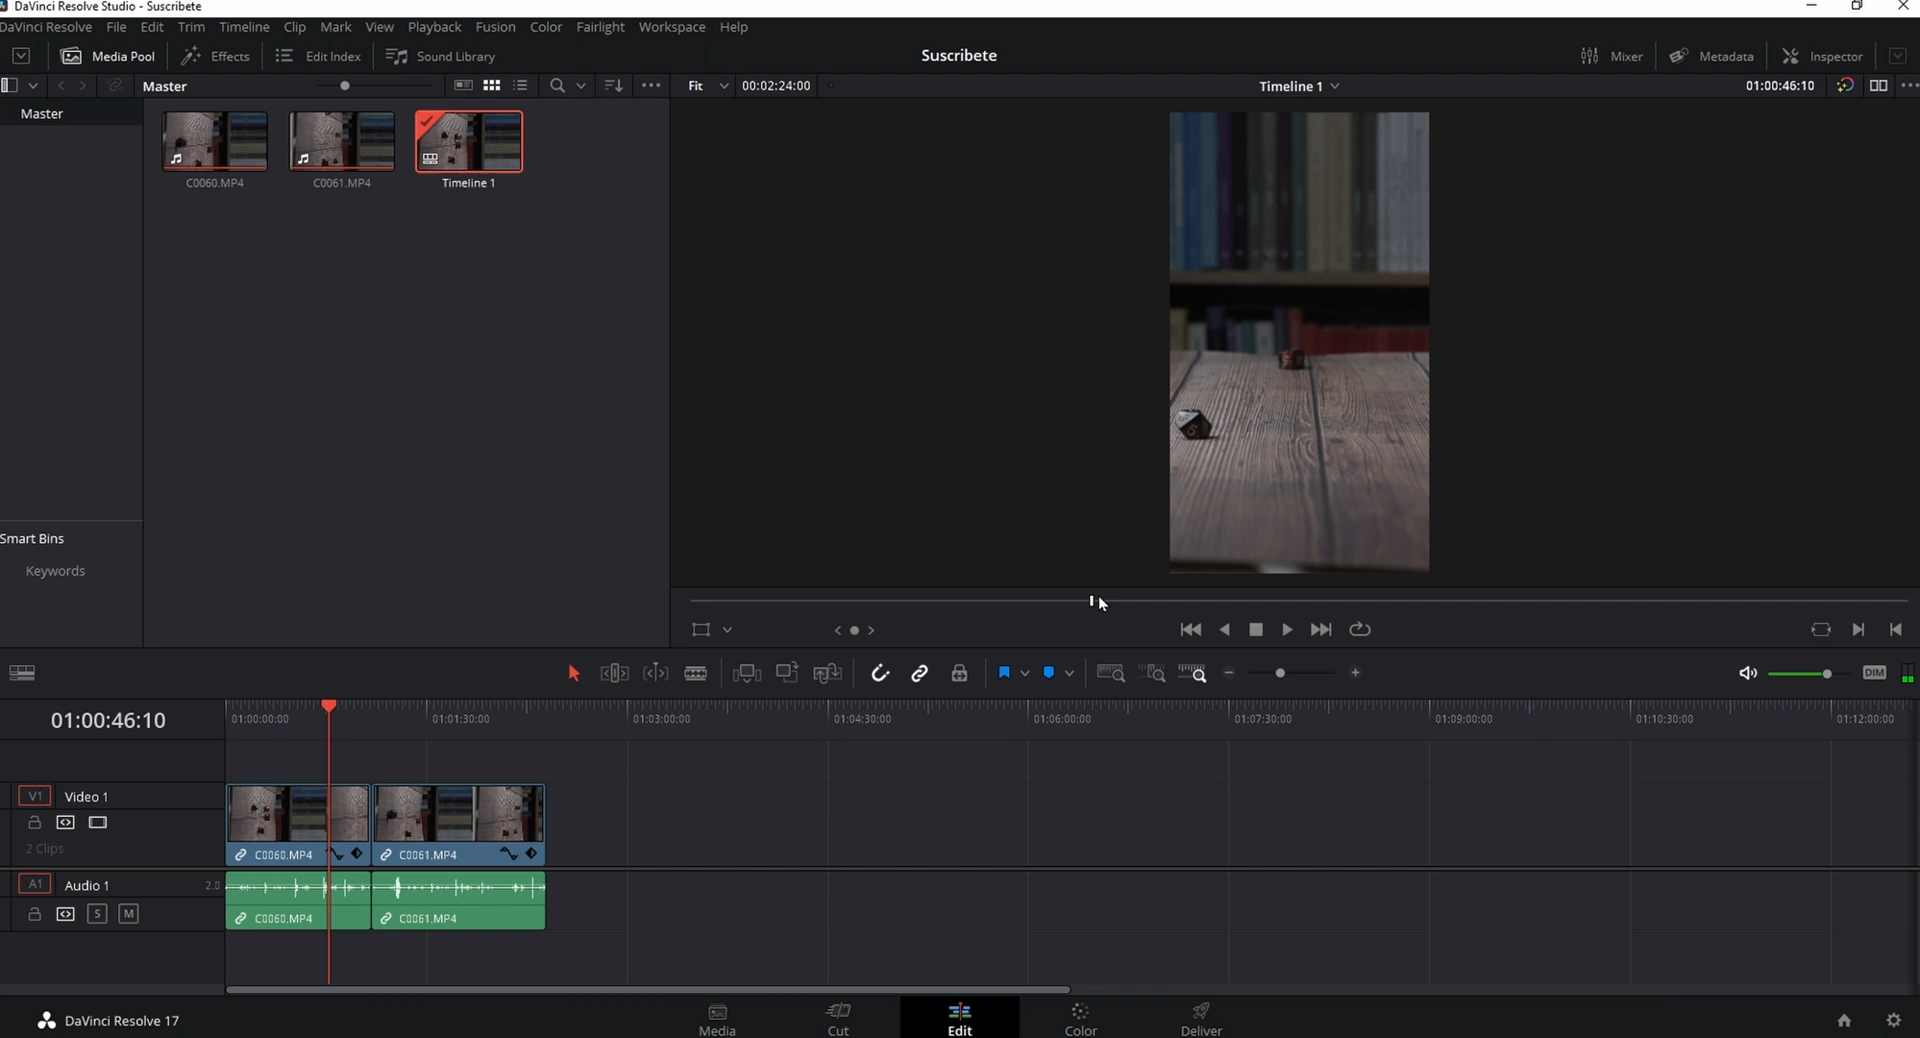 DaVinci Resolve Studio - Suscribete
DaVinci Resolve File Edit Trim Timeline Clip Mark View Playback Fusion Color Fairlight Workspace Help
Media Pool Effects Edit Index Sound Library Suscribete Mixer Metadata Inspector
Master Fit 00:02:24:00 Timeline 1 01:00:46:10
Master
C0060.MP4 C0061.MP4 Timeline 1
Smart Bins
Keywords
DIM
01:00:46:10 01:00:00:00 01:01:30:00 01:03:00:00 01:04:30:00 01:06:00:00 01:07:30:00 01:09:00:00 01:10:30:00 01:12:00:00
V1 Video 1
2 Clips
C0060.MP4 C0061.MP4
A1 Audio 1 2.0
S M C0060.MP4 C0061.MP4
DaVinci Resolve 17 Media Cut Edit Color Deliver